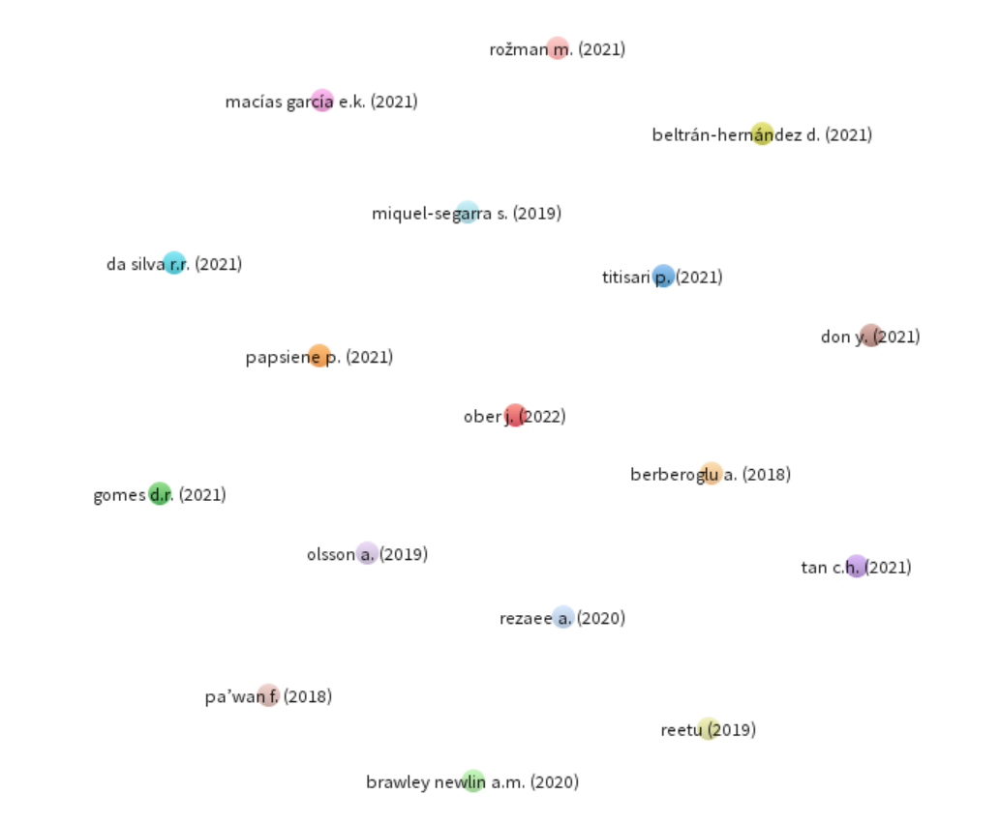 rožman m. (2021)
macías garcía e.k. (2021)
beltrán-hernández d. (2021)
miquel-segarra s. (2019)
da silva r.r. (2021)
titisari p. (2021)
don y. (2021)
papsiene p. (2021)
ober j. (2022)
berberoglu a. (2018)
gomes d.r. (2021)
olsson a. (2019)
tan c.h. (2021)
rezaee a. (2020)
pa’wan f. (2018)
reetu (2019)
brawley newlin a.m. (2020)